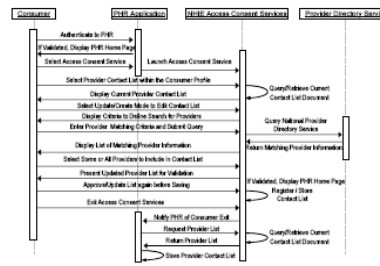 Consumer
PHR Application
NHIE Access Consent Services
Provider Directory Serv
Authenticate to PHR
If Validated, Display PHR Home Page
Select Access Consent Service
Launch Access Consent Service
Select Provider Contact List within the Consumer Profile
Display Current Provider Contact List
Query/Retrieve Current
Contact List Document
Select Update/Create Mode to Edit Contact List
Display Criteria to Define Search for Providers
Enter Provider Matching Criteria and Submit Query
Query National Provider
Directory Service
Display List of Matching Provider Information
Return Matching Provider Information
Select Some or All Providers to Include in Contact List
Present Updated Provider List for Validation
If Validated, Display PHR Home Page
Register / Store
Contact List
Approve/Update List again before Saving
Exit Access Consent Services
Notify PHR of Consumer Exit
Request Provider List
Return Provider List
Query/Retrieve Current
Contact List Document
Store Provider Contact List